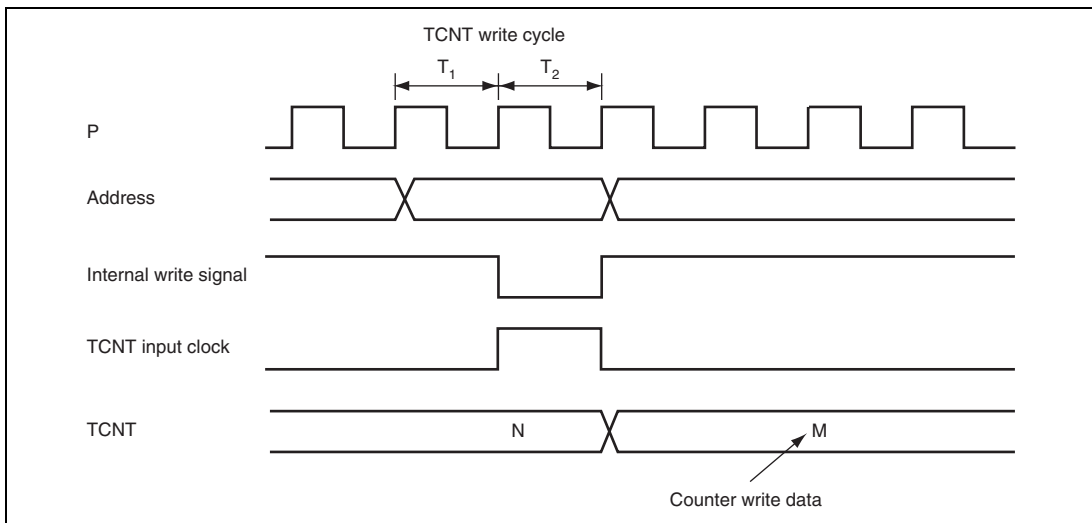 TCNT write cycle
T1 T2
P
Address
Internal write signal
TCNT input clock
TCNT N M
Counter write data